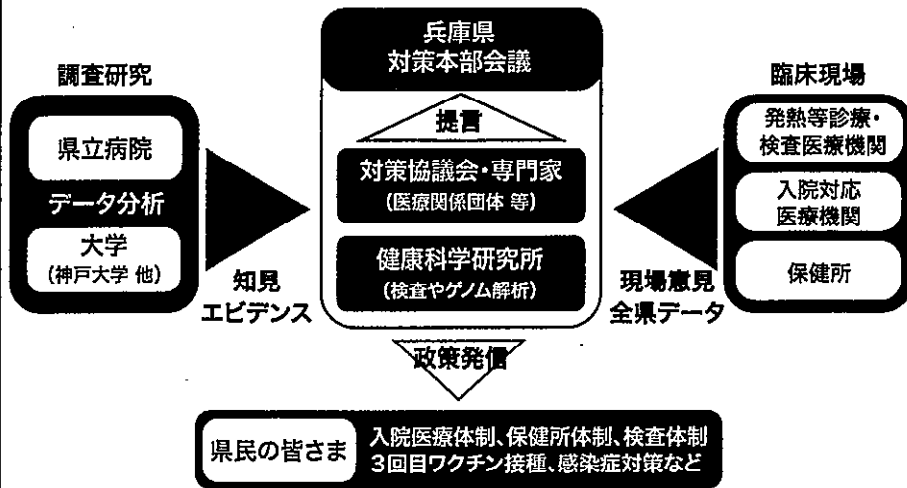 調査研究
県立病院
データ分析
大学
(神戸大学 他)
知見
エビデンス
兵庫県
対策本部会議
提言
対策協議会・専門家
(医療関係団体 等)
健康科学研究所
(検査やゲノム解析)
政策発信
臨床現場
発熱等診療・
検査医療機関
入院対応
医療機関
保健所
現場意見
全県データ
県民の皆さま
入院医療体制、保健所体制、検査体制
3回目ワクチン接種、感染症対策など